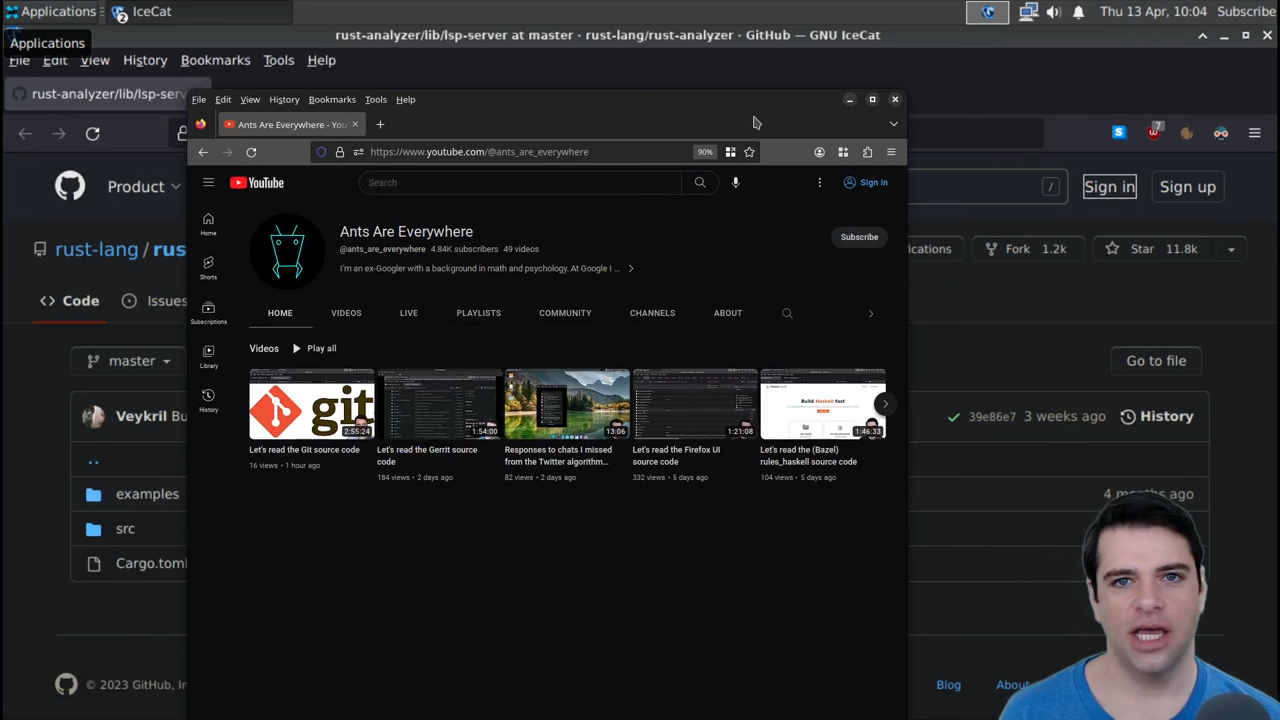 Applications
2
IceCat
Thu 13 Apr, 10:04
Subscribe
Applications
rust-analyzer/lib/lsp-server at master · rust-lang/rust-analyzer · GitHub — GNU IceCat
File Edit View History Bookmarks Tools Help
rust-analyzer/lib/lsp-serv
7
Product
/
Sign in
Sign up
rust-lang / rus
Fork 1.2k
Star 11.8k
Code
Issues
master
Go to file
Veykril Bu
39e86e7 3 weeks ago
History
..
examples
4 months ago
src
Cargo.toml
© 2023 GitHub, In
Blog
About
File Edit View History Bookmarks Tools Help
Ants Are Everywhere - You
https://www.youtube.com/@ants_are_everywhere
90%
YouTube
Search
Sign in
Home
Shorts
Subscriptions
Library
History
Ants Are Everywhere
@ants_are_everywhere 4.84K subscribers 49 videos
I'm an ex-Googler with a background in math and psychology. At Google I ...
Subscribe
HOME VIDEOS LIVE PLAYLISTS COMMUNITY CHANNELS ABOUT
Videos
Play all
git
2:55:24
Let's read the Git source code
16 views • 1 hour ago
1:54:00
Let's read the Gerrit source
code
184 views • 2 days ago
13:06
Responses to chats I missed
from the Twitter algorithm...
82 views • 2 days ago
1:21:08
Let's read the Firefox UI
source code
332 views • 5 days ago
Build Haskell fast
1:46:33
Let's read the (Bazel)
rules_haskell source code
104 views • 5 days ago